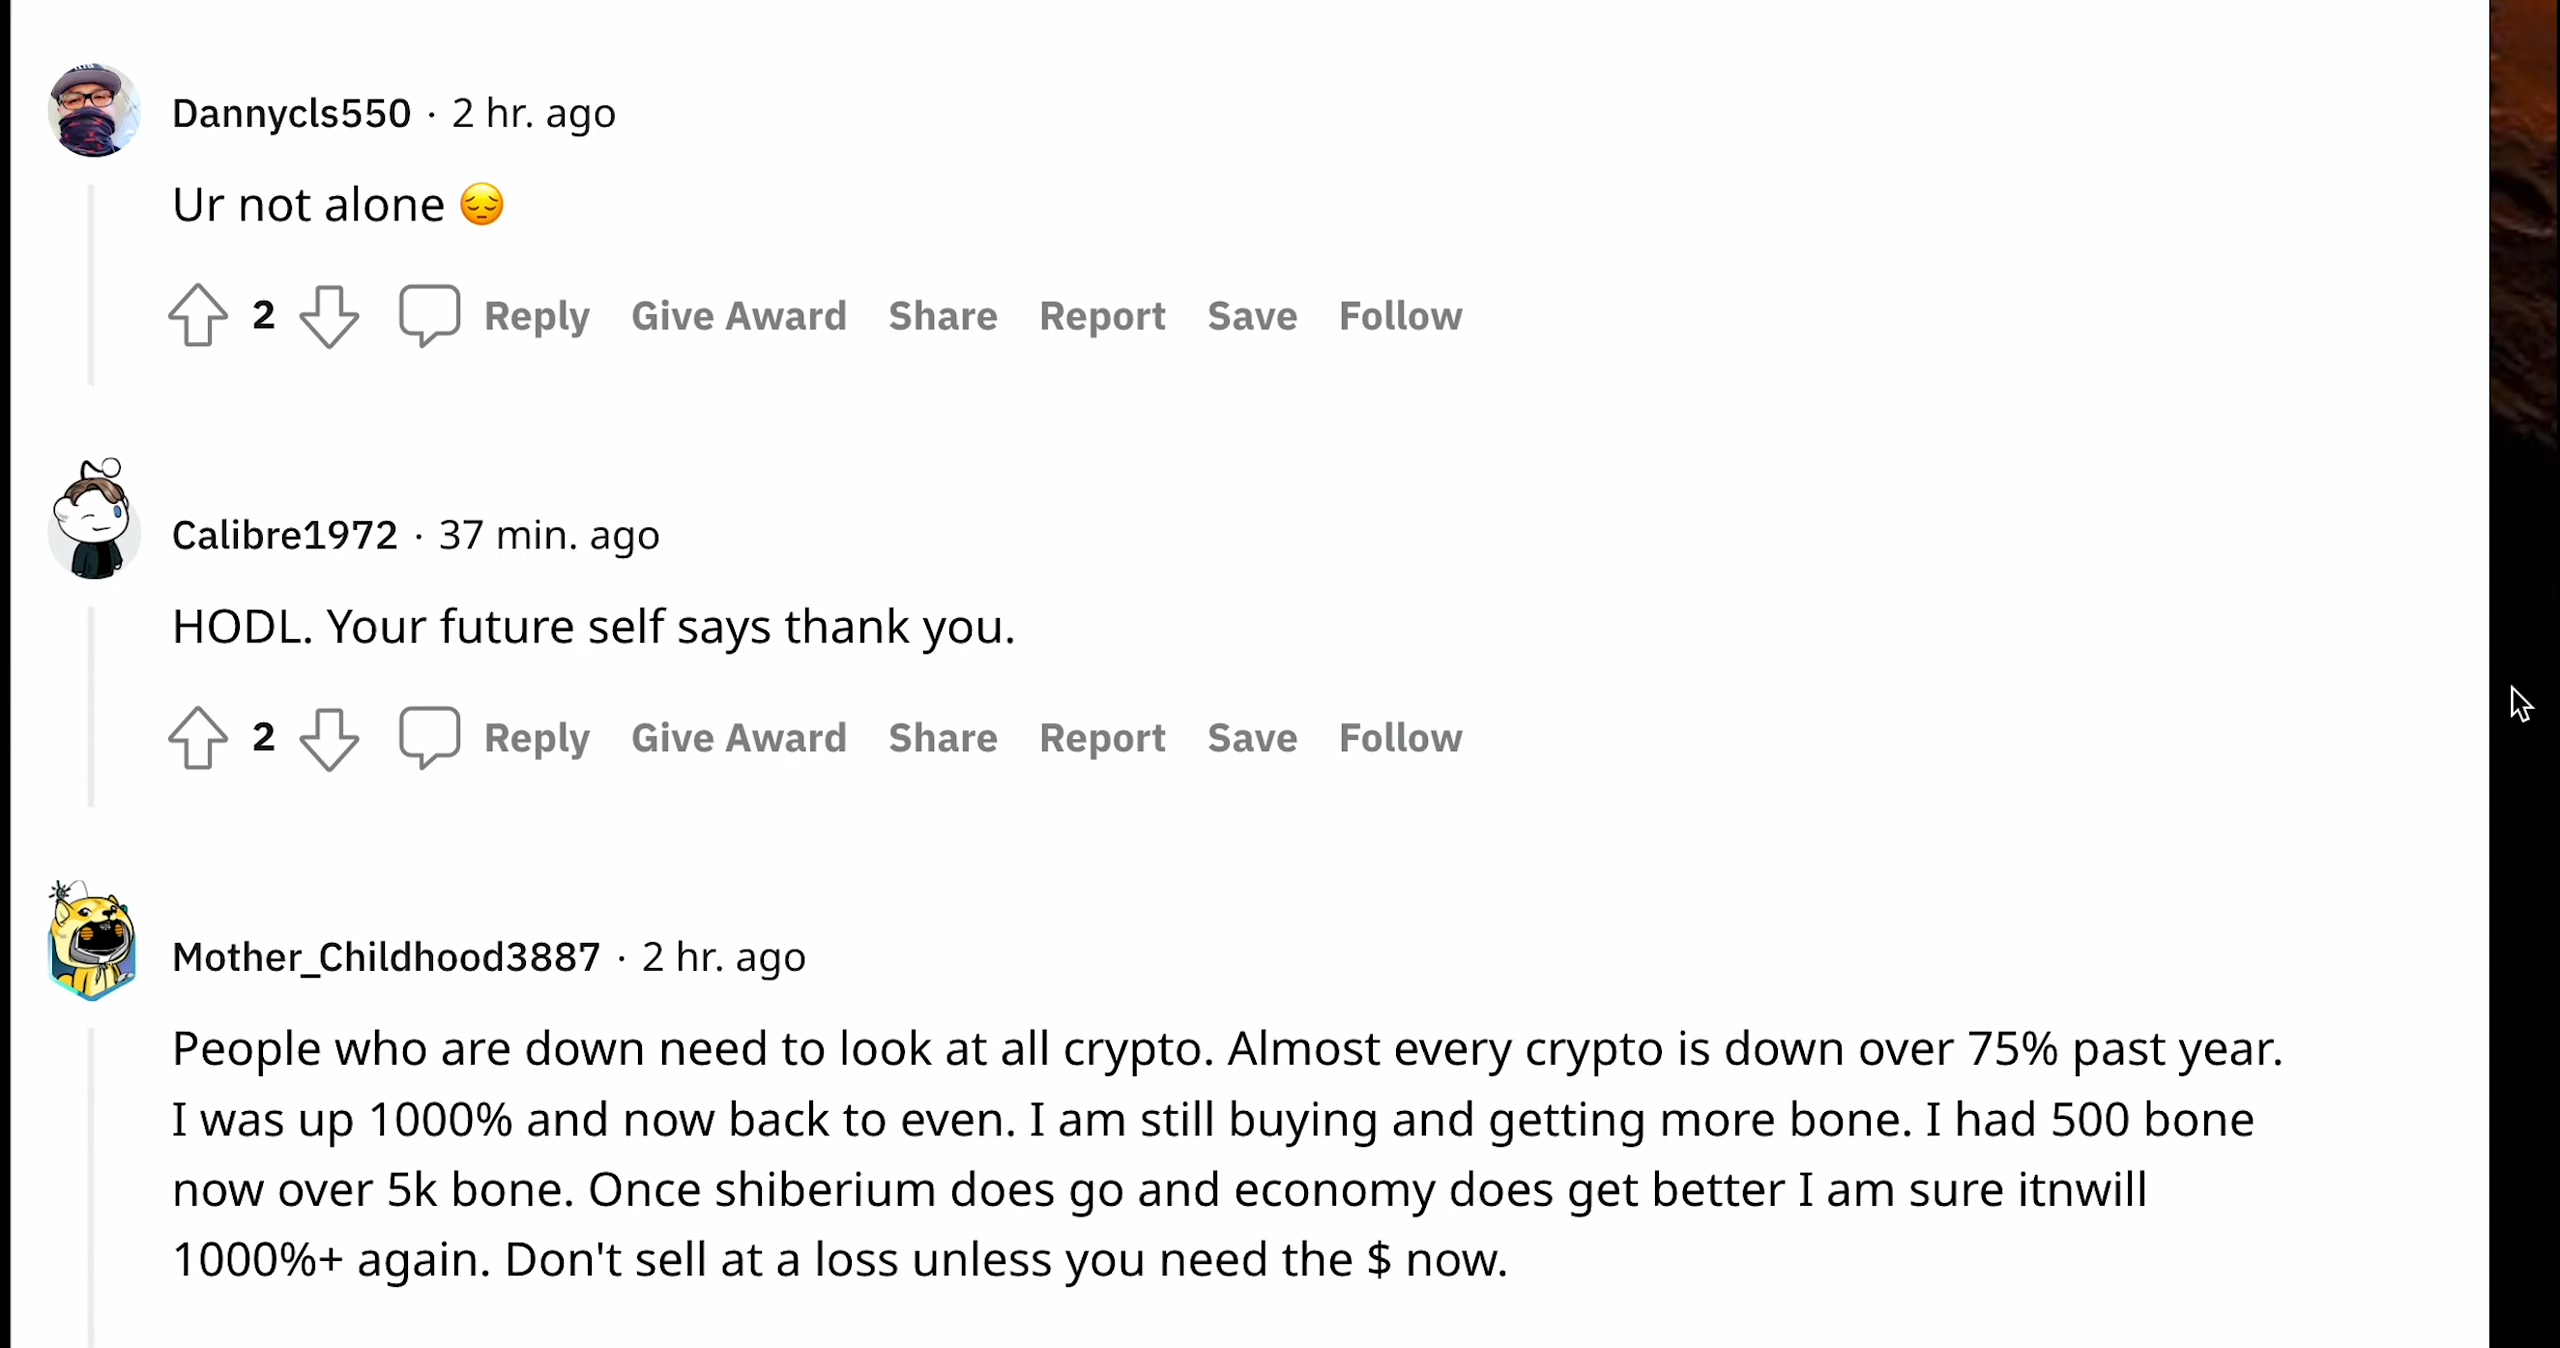 Dannycls550 · 2 hr. ago
Ur not alone 😔
2 Reply Give Award Share Report Save Follow
Calibre1972 · 37 min. ago
HODL. Your future self says thank you.
2 Reply Give Award Share Report Save Follow
Mother_Childhood3887 · 2 hr. ago
People who are down need to look at all crypto. Almost every crypto is down over 75% past year.
I was up 1000% and now back to even. I am still buying and getting more bone. I had 500 bone
now over 5k bone. Once shiberium does go and economy does get better I am sure itnwill
1000%+ again. Don't sell at a loss unless you need the $ now.